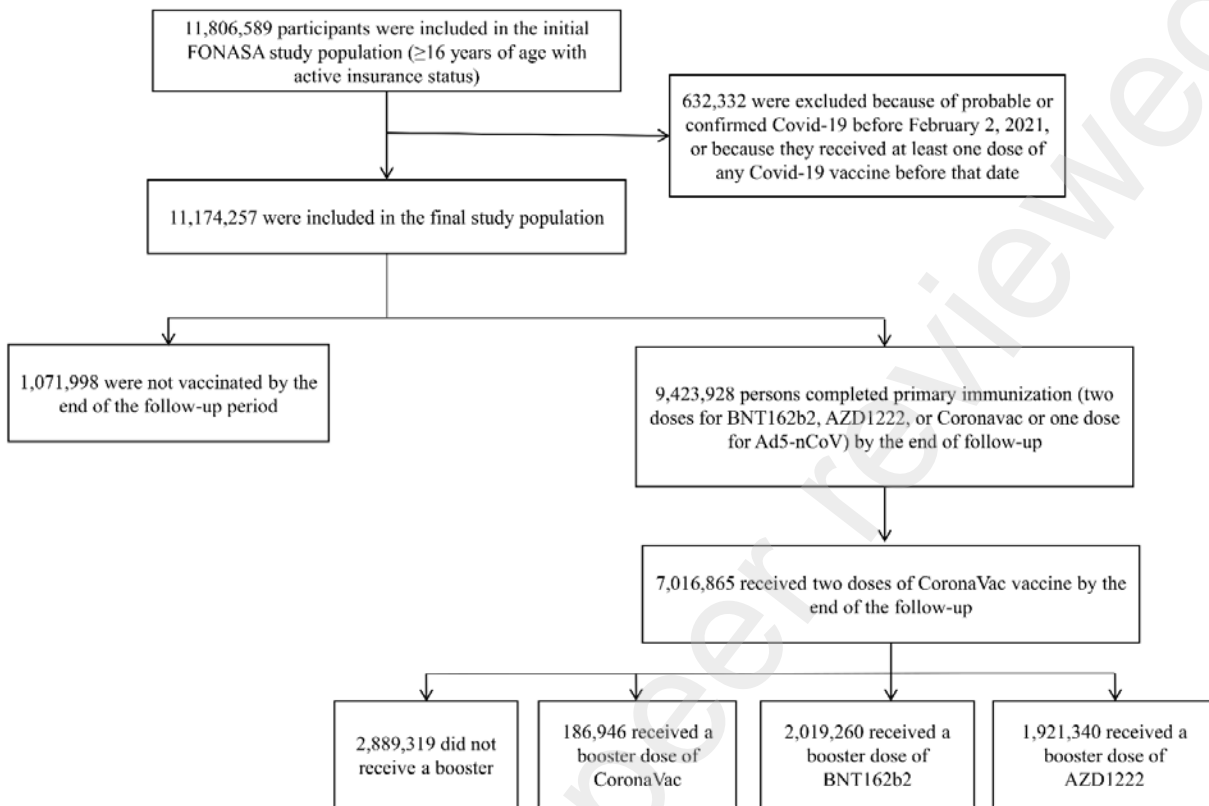 11,806,589 participants were included in the initial
FONASA study population (≥16 years of age with
active insurance status)
632,332 were excluded because of probable or
confirmed Covid-19 before February 2, 2021,
or because they received at least one dose of
any Covid-19 vaccine before that date
11,174,257 were included in the final study population
1,071,998 were not vaccinated by the
end of the follow-up period
9,423,928 persons completed primary immunization (two
doses for BNT162b2, AZD1222, or Coronavac or one dose
for Ad5-nCoV) by the end of follow-up
7,016,865 received two doses of CoronaVac vaccine by the
end of the follow-up
2,889,319 did not
receive a booster
186,946 received a
booster dose of
CoronaVac
2,019,260 received a
booster dose of
BNT162b2
1,921,340 received a
booster dose of
AZD1222
peer reviewed